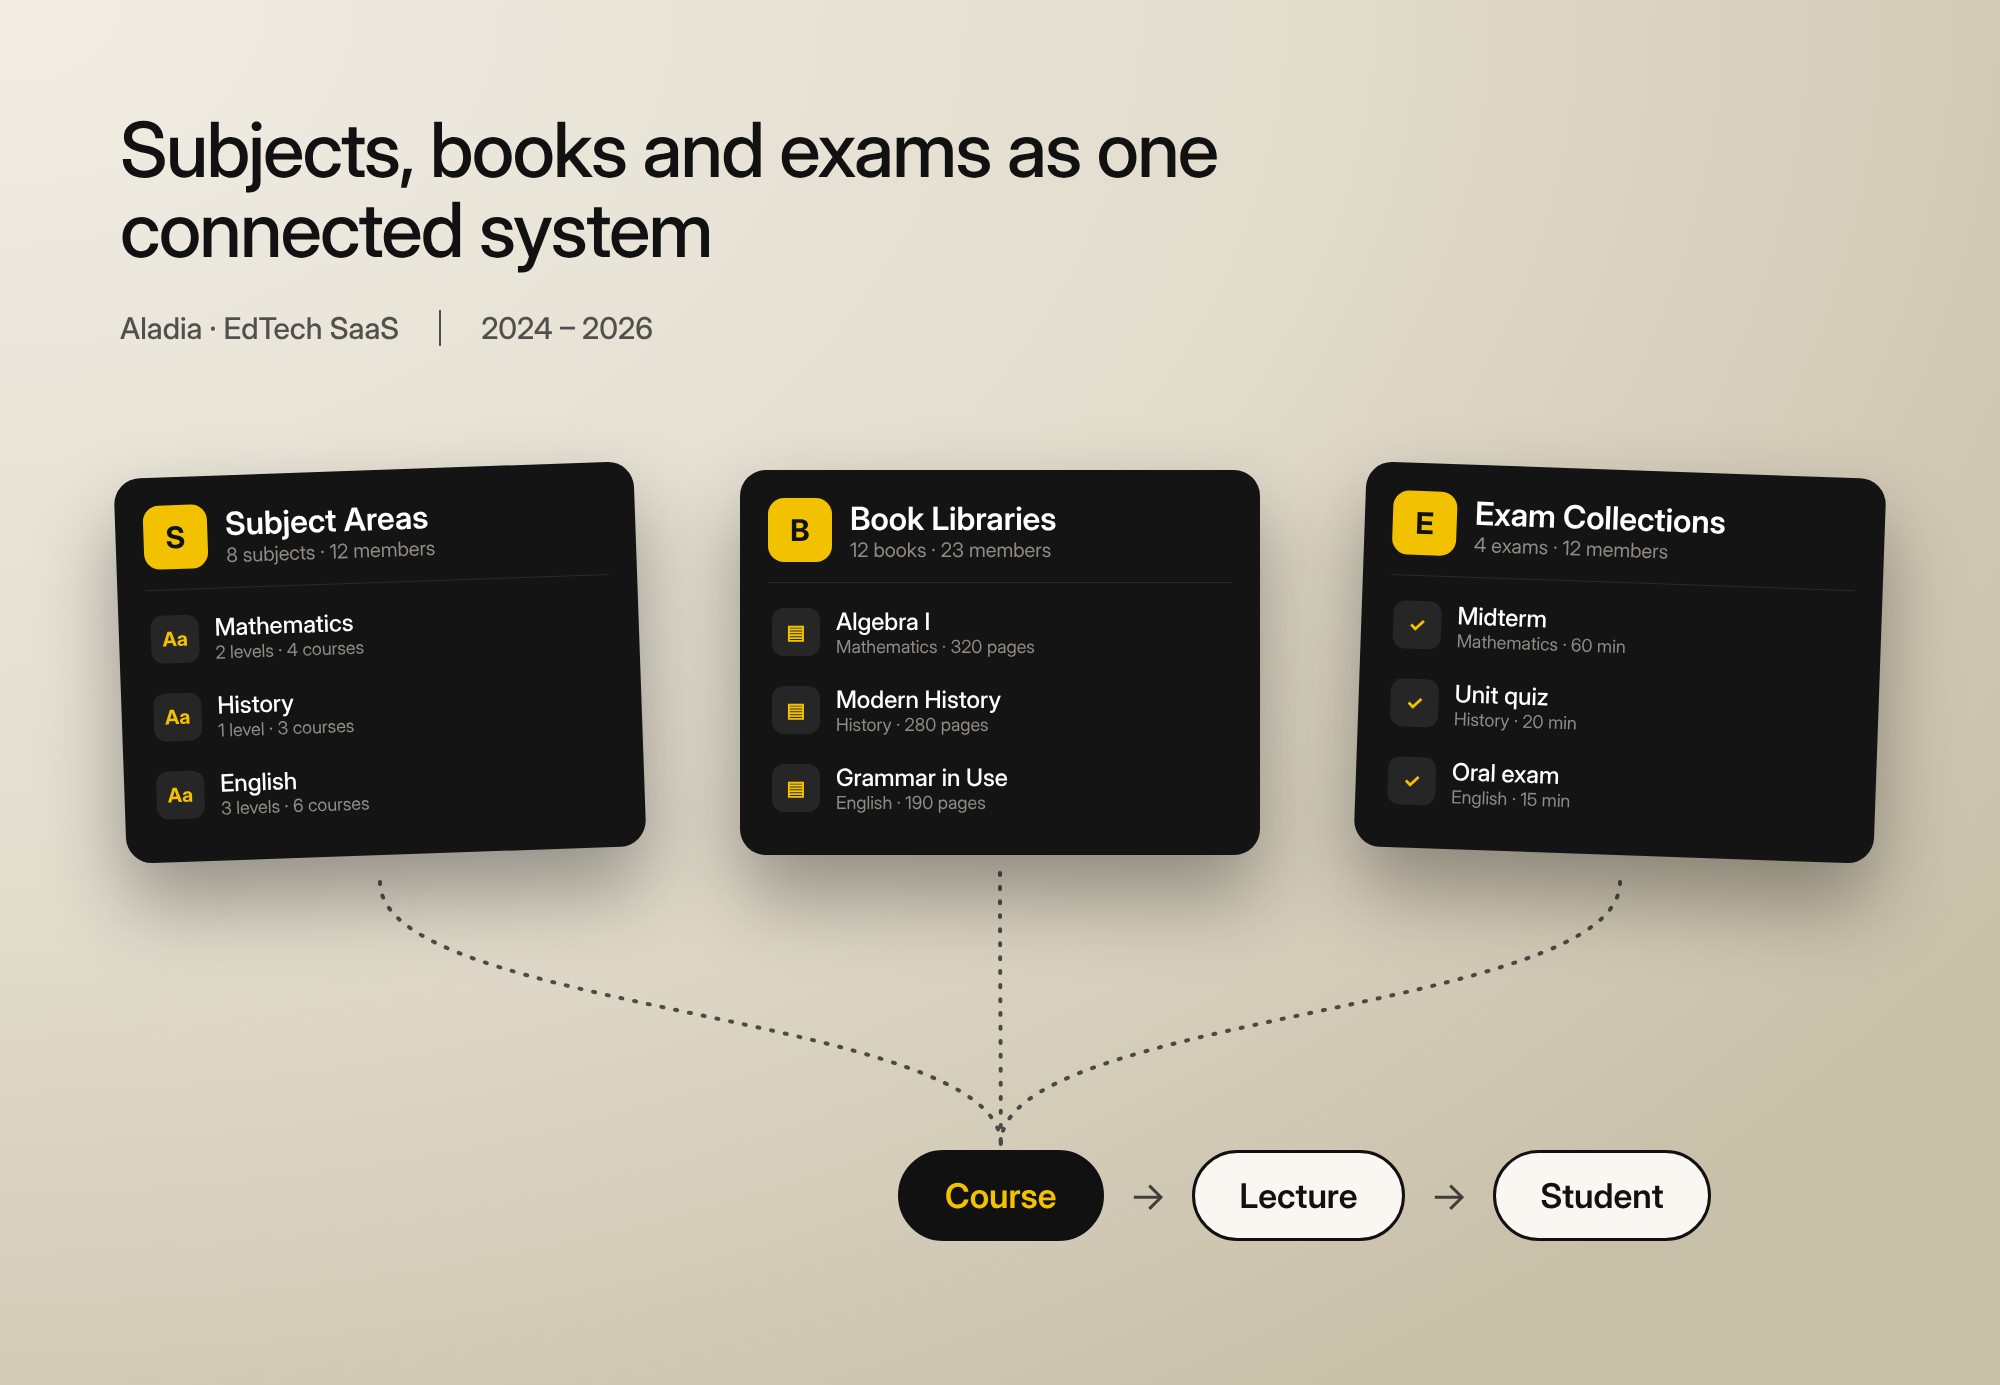 Subjects, books and exams as one
connected system
Aladia · EdTech SaaS | 2024 – 2026
S
Subject Areas
8 subjects · 12 members
Aa
Mathematics
2 levels · 4 courses
Aa
History
1 level · 3 courses
Aa
English
3 levels · 6 courses
B
Book Libraries
12 books · 23 members
Algebra I
Mathematics · 320 pages
Modern History
History · 280 pages
Grammar in Use
English · 190 pages
E
Exam Collections
4 exams · 12 members
Midterm
Mathematics · 60 min
Unit quiz
History · 20 min
Oral exam
English · 15 min
Course → Lecture → Student